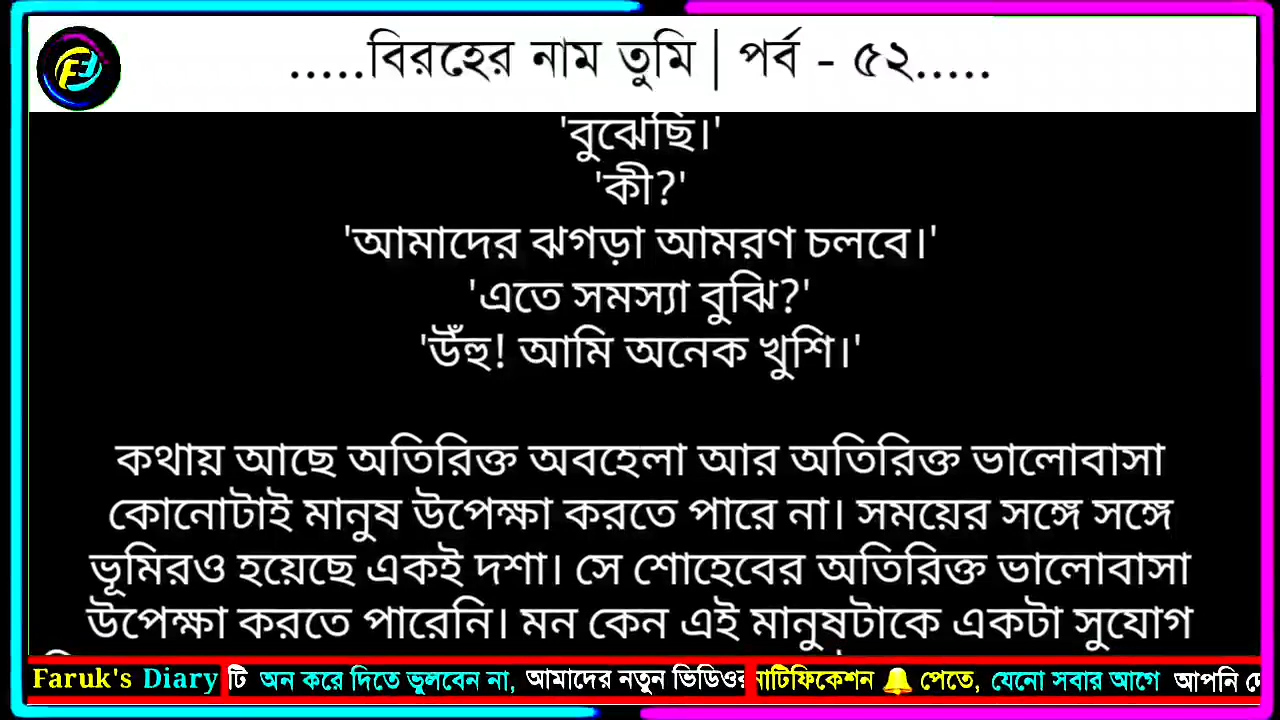 .....বিরহের নাম তুমি | পর্ব - ৫২.....
'বুঝেছি।'
'কী?'
'আমাদের ঝগড়া আমরণ চলবে।'
'এতে সমস্যা বুঝি?'
'উঁহু! আমি অনেক খুশি।'
কথায় আছে অতিরিক্ত অবহেলা আর অতিরিক্ত ভালোবাসা
কোনোটাই মানুষ উপেক্ষা করতে পারে না। সময়ের সঙ্গে সঙ্গে
ভূমিরও হয়েছে একই দশা। সে শোহেবের অতিরিক্ত ভালোবাসা
উপেক্ষা করতে পারেনি। মন কেন এই মানুষটাকে একটা সুযোগ
Faruk's Diary টি অন করে দিতে ভুলবেন না, আমাদের নতুন ভিডিওর নাটিফিকেশন 🔔 পেতে, যেনো সবার আগে আপনি